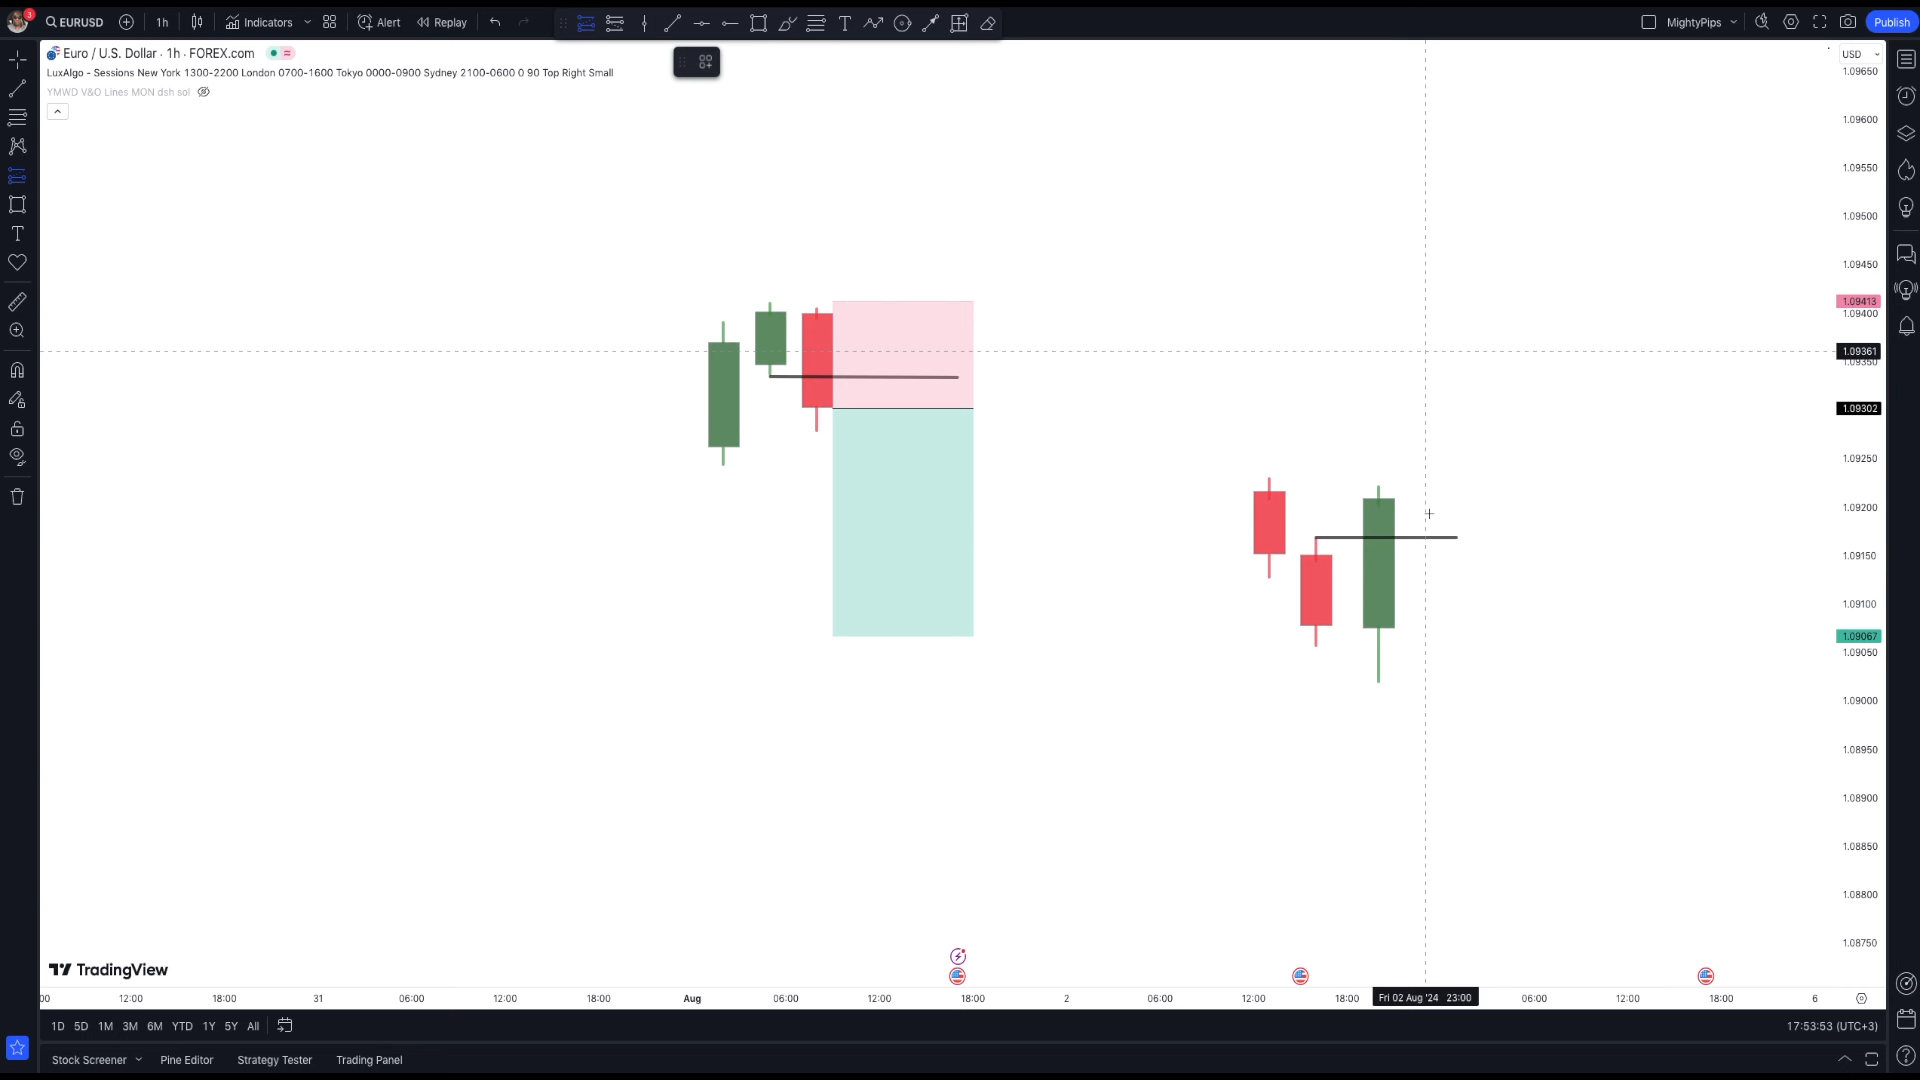 3
EURUSD
1h
Indicators
Alert
Replay
MightyPips
Publish
Euro / U.S. Dollar · 1h · FOREX.com
LuxAlgo - Sessions New York 1300-2200 London 0700-1600 Tokyo 0000-0900 Sydney 2100-0600 0 90 Top Right Small
YMWD V&O Lines MON dsh sol
USD
1.09650
1.09600
1.09550
1.09500
1.09450
1.09413
1.09400
1.09361
1.09350
1.09302
1.09250
1.09200
1.09150
1.09100
1.09067
1.09050
1.09000
1.08950
1.08900
1.08850
1.08800
1.08750
TradingView
00 12:00 18:00 31 06:00 12:00 18:00 Aug 06:00 12:00 18:00 2 06:00 12:00 18:00 Fri 02 Aug '24 23:00 06:00 12:00 18:00 6
1D 5D 1M 3M 6M YTD 1Y 5Y All
17:53:53 (UTC+3)
Stock Screener Pine Editor Strategy Tester Trading Panel